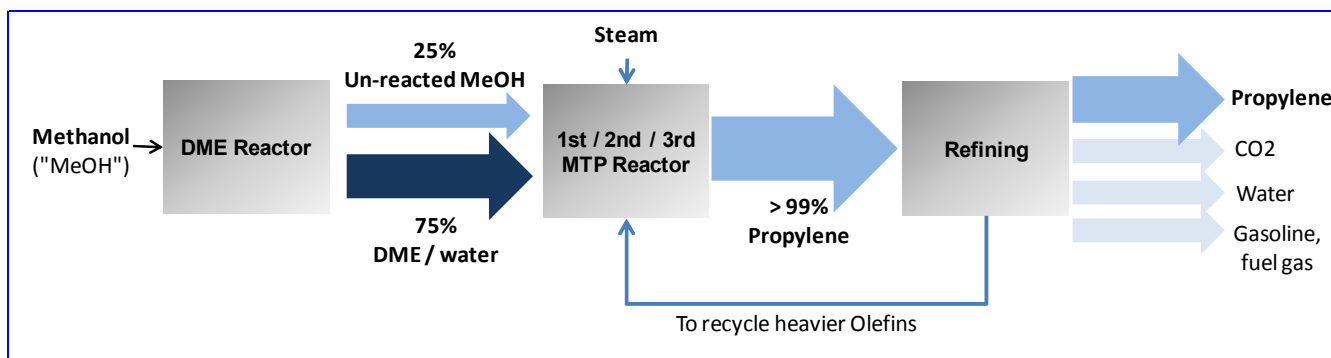 Methanol
("MeOH")
DME Reactor
25%
Un-reacted MeOH
75%
DME / water
Steam
1st / 2nd / 3rd
MTP Reactor
> 99%
Propylene
Refining
To recycle heavier Olefins
Propylene
CO2
Water
Gasoline,
fuel gas